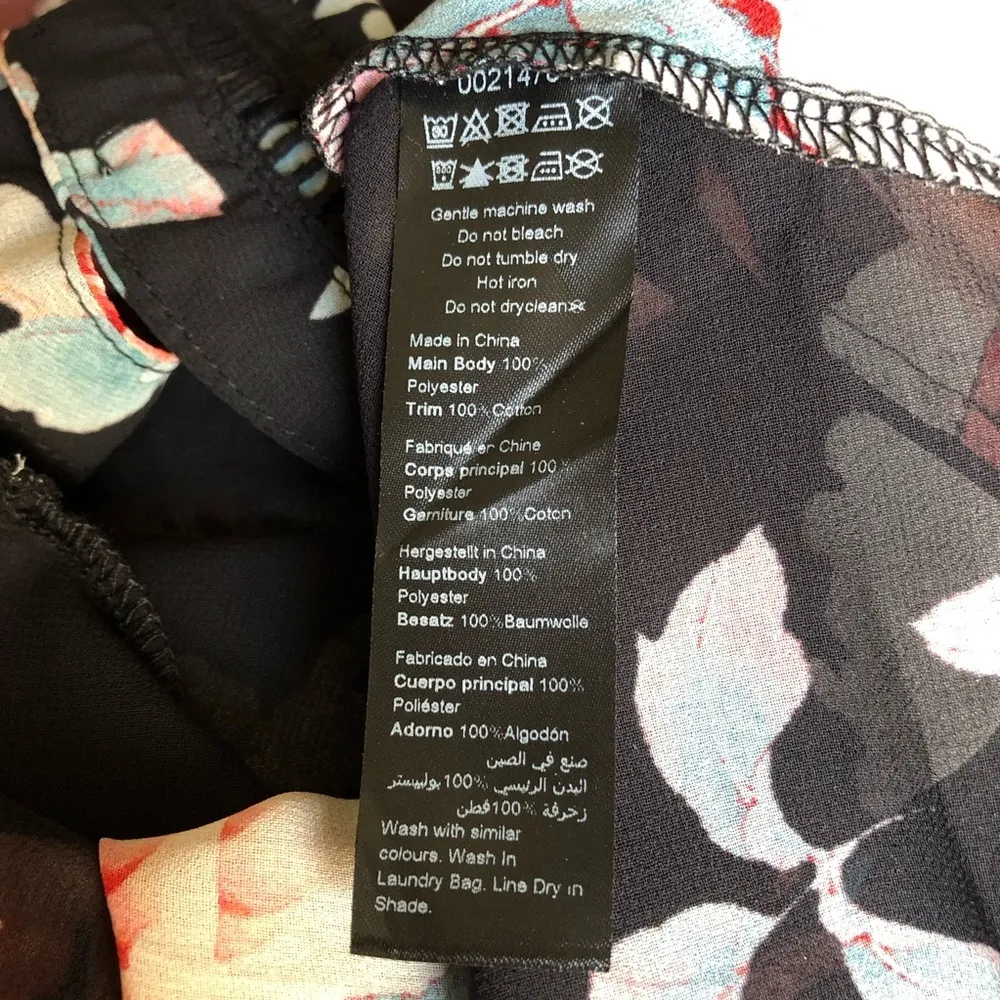 002147
30
Gentle machine wash
Do not bleach
Do not tumble dry
Hot iron
Do not dryclean
Made in China
Main Body 100%
Polyester
Trim 100%Cotton
Fabriqué en Chine
Corps principal 100%
Polyester
Garniture 100%Coton
Hergestellt in China
Hauptbody 100%
Polyester
Besatz 100%Baumwolle
Fabricado en China
Cuerpo principal 100%
Poliéster
Adorno 100%Algodón
صنع في الصين
البدن الرئيسي 100%بوليستر
زحرفة 100%قطن
Wash with similar
colours. Wash In
Laundry Bag. Line Dry in
Shade.